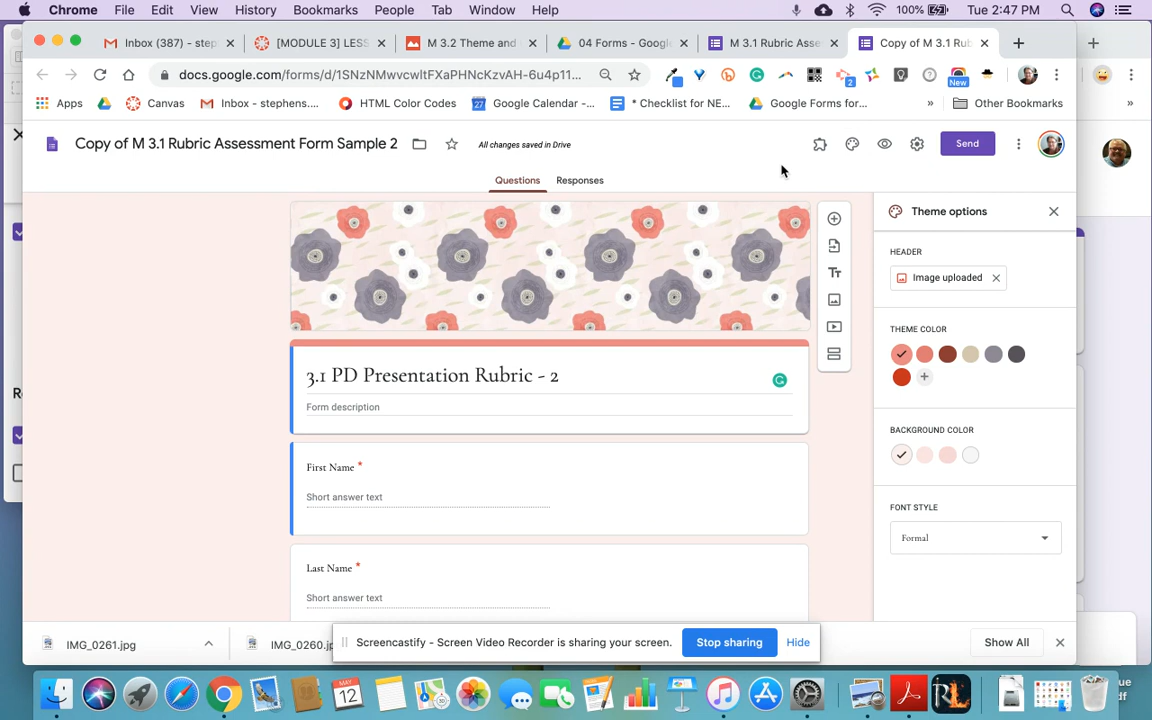 Chrome File Edit View History Bookmarks People Tab Window Help 100% Tue 2:47 PM
Inbox (387) - step [MODULE 3] LESS M 3.2 Theme and 04 Forms - Google M 3.1 Rubric Asse Copy of M 3.1 Rub
docs.google.com/forms/d/1SNzNMwvcwltFXaPHNcKzvAH-6u4p11... 2 New
Apps Canvas Inbox - stephens.... HTML Color Codes 27 Google Calendar -... * Checklist for NE... Google Forms for... » Other Bookmarks »
Copy of M 3.1 Rubric Assessment Form Sample 2 All changes saved in Drive Send
Questions Responses
Theme options
HEADER
Image uploaded
THEME COLOR
3.1 PD Presentation Rubric - 2
Form description
BACKGROUND COLOR
First Name *
Short answer text
FONT STYLE
Formal
Last Name *
Short answer text
IMG_0261.jpg IMG_0260.jp Screencastify - Screen Video Recorder is sharing your screen. Stop sharing Hide Show All
MAY
12